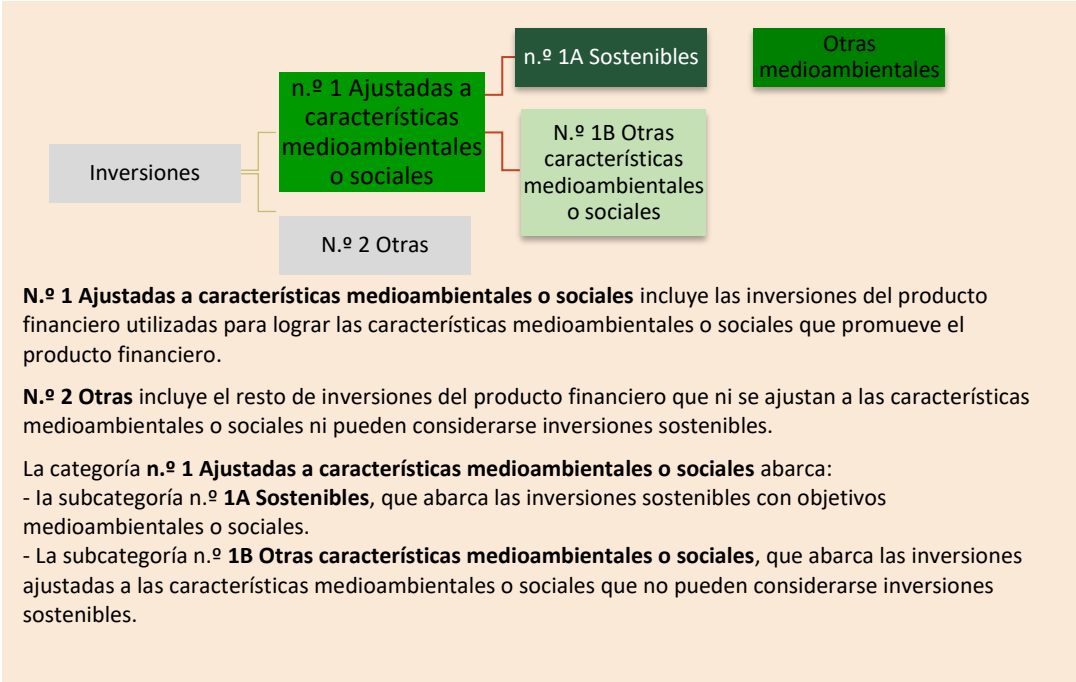 n.º 1A Sostenibles
Otras
medioambientales
n.º 1 Ajustadas a
características
medioambientales
o sociales
N.º 1B Otras
características
medioambientales
o sociales
Inversiones
N.º 2 Otras
N.º 1 Ajustadas a características medioambientales o sociales incluye las inversiones del producto
financiero utilizadas para lograr las características medioambientales o sociales que promueve el
producto financiero.
N.º 2 Otras incluye el resto de inversiones del producto financiero que ni se ajustan a las características
medioambientales o sociales ni pueden considerarse inversiones sostenibles.
La categoría n.º 1 Ajustadas a características medioambientales o sociales abarca:
- Ia subcategoría n.º 1A Sostenibles, que abarca las inversiones sostenibles con objetivos
medioambientales o sociales.
- La subcategoría n.º 1B Otras características medioambientales o sociales, que abarca las inversiones
ajustadas a las características medioambientales o sociales que no pueden considerarse inversiones
sostenibles.